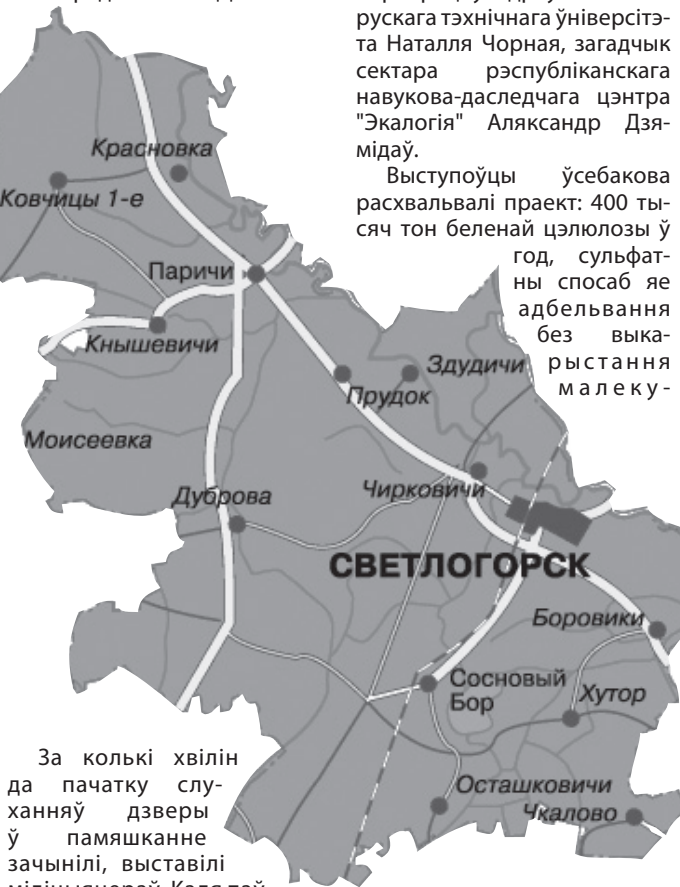 рускага тэхнічнага ўніверсітэ-
та Наталля Чорная, загадчык
сектара рэспубліканскага
навукова-даследчага цэнтра
"Экалогія" Аляксандр Дзя-
мідаў.
Выступоўцы ўсебакова
расхвальвалі праект: 400 ты-
сяч тон беленай цэлюлозы ў
год, сульфат-
ны спосаб яе
адбельвання
без выка-
рыстання
малеку-
Красновка
Ковчицы 1-е
Паричи
Кнышевичи
Здудичи
Прудок
Моисеевка
Чирковичи
Дуброва
СВЕТЛОГОРСК
Боровики
Сосновый
Бор
Хутор
Осташковичи
Чкалово
За колькі хвілін
да пачатку слу-
ханняў дзверы
ў памяшканне
зачынілі, выставілі